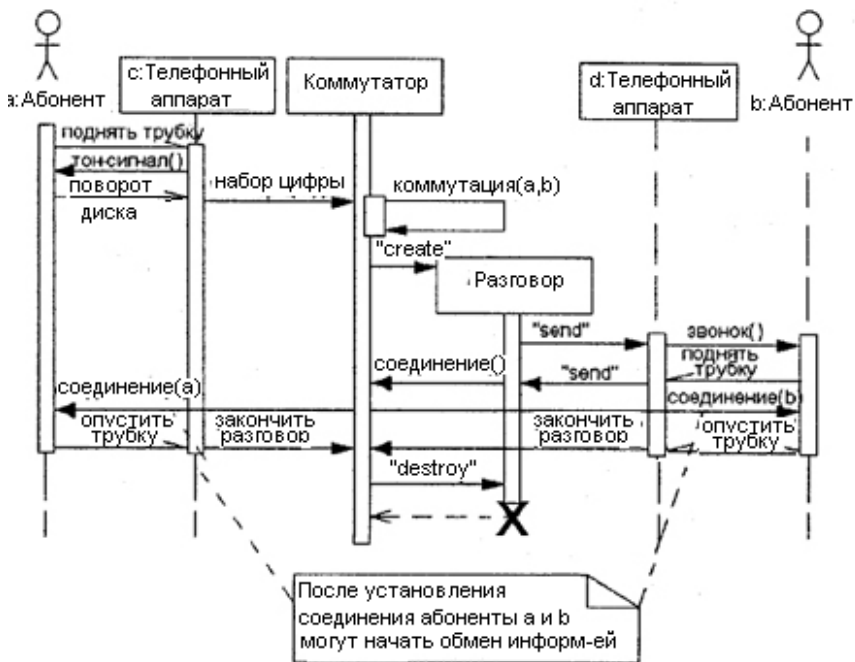 c:Телефонный
аппарат
Коммутатор
d:Телефонный
аппарат
a:Абонент
b:Абонент
поднять трубку
тон-сигнал()
поворот
диска
набор цифры
коммутация(a,b)
"create"
Разговор
"send"
звонок()
соединение()
"send"
поднять
трубку
соединение(a)
соединение(b)
опустить
трубку
закончить
разговор
закончить
разговор
опустить
трубку
"destroy"
X
После установления
соединения абоненты a и b
могут начать обмен информ-ей